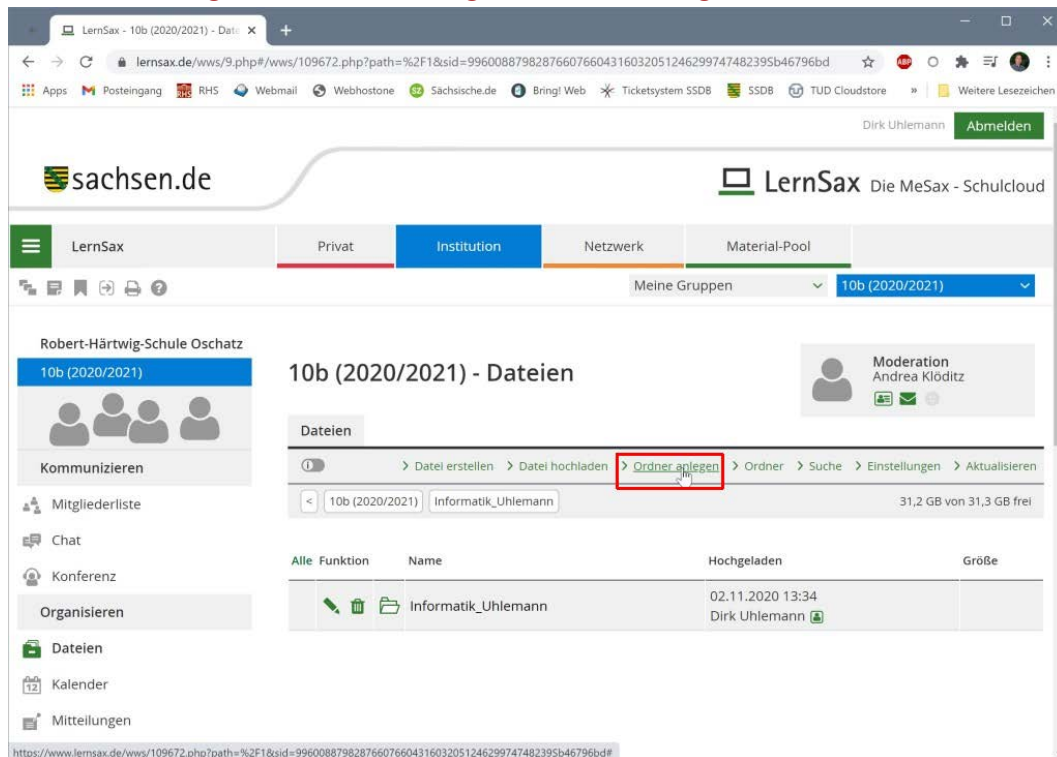 LernSax - 10b (2020/2021) - Date
lernsax.de/wws/9.php#/wws/109672.php?path=%2F1&sid=99600887982876607660431603205124629974748239Sb46796bd
Apps Posteingang RHS Webmail Webhostone Sächsische.de Bring! Web Ticketsystem SSDB SSDB TUD Cloudstore » Weitere Lesezeichen
Dirk Uhlemann Abmelden
sachsen.de
LernSax Die MeSax - Schulcloud
LernSax Privat Institution Netzwerk Material-Pool
Meine Gruppen 10b (2020/2021)
Robert-Härtwig-Schule Oschatz
10b (2020/2021)
10b (2020/2021) - Dateien
Moderation
Andrea Klöditz
Dateien
Kommunizieren
> Datei erstellen > Datei hochladen > Ordner anlegen > Ordner > Suche > Einstellungen > Aktualisieren
Mitgliederliste
< 10b (2020/2021) Informatik_Uhlemann 31,2 GB von 31,3 GB frei
Chat
Alle Funktion Name Hochgeladen Größe
Konferenz
Informatik_Uhlemann 02.11.2020 13:34
Dirk Uhlemann
Organisieren
Dateien
12 Kalender
Mitteilungen
https://www.lernsax.de/wws/109672.php?path=%2F1&sid=99600887982876607660431603205124629974748239Sb46796bd#